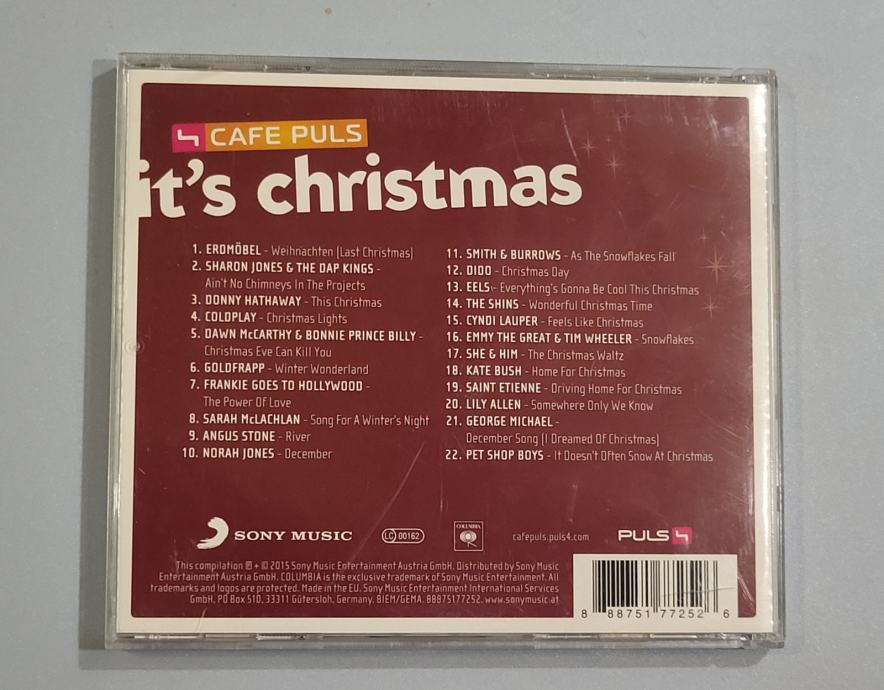 CAFE PULS
it's christmas
1. ERDMÖBEL - Weihnachten (Last Christmas)
2. SHARON JONES & THE DAP KINGS -
Ain't No Chimneys In The Projects
3. DONNY HATHAWAY - This Christmas
4. COLDPLAY - Christmas Lights
5. DAWN McCARTHY & BONNIE PRINCE BILLY -
Christmas Eve Can Kill You
6. GOLDFRAPP - Winter Wonderland
7. FRANKIE GOES TO HOLLYWOOD -
The Power Of Love
8. SARAH McLACHLAN - Song For A Winter's Night
9. ANGUS STONE - River
10. NORAH JONES - December
11. SMITH & BURROWS - As The Snowflakes Fall
12. DIDO - Christmas Day
13. EELS - Everything's Gonna Be Cool This Christmas
14. THE SHINS - Wonderful Christmas Time
15. CYNDI LAUPER - Feels Like Christmas
16. EMMY THE GREAT & TIM WHEELER - Snowflakes
17. SHE & HIM - The Christmas Waltz
18. KATE BUSH - Home For Christmas
19. SAINT ETIENNE - Driving Home For Christmas
20. LILY ALLEN - Somewhere Only We Know
21. GEORGE MICHAEL -
December Song (I Dreamed Of Christmas)
22. PET SHOP BOYS - It Doesn't Often Snow At Christmas
SONY MUSIC
LC 00162
COLUMBIA
cafepuls.puls4.com
PULS 4
This compilation ℗ + © 2015 Sony Music Entertainment Austria GmbH. Distributed by Sony Music
Entertainment Austria GmbH. COLUMBIA is the exclusive trademark of Sony Music Entertainment. All
trademarks and logos are protected. Made in the EU. Sony Music Entertainment International Services
GmbH, PO Box 510, 33311 Gütersloh, Germany. BIEM/GEMA. 88875177252. www.sonymusic.at
8 88751 77252 6